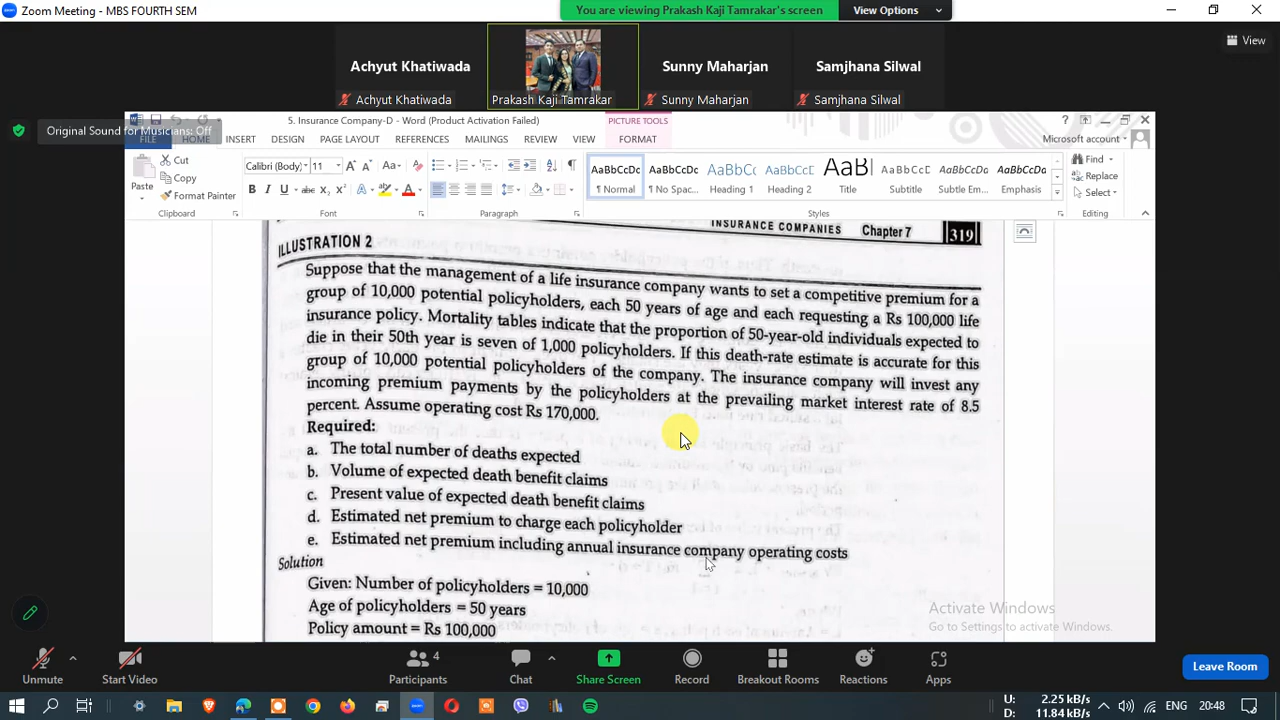 Zoom Meeting - MBS FOURTH SEM
You are viewing Prakash Kaji Tamrakar's screen
View Options
View
Achyut Khatiwada
Sunny Maharjan
Samjhana Silwal
Achyut Khatiwada
Prakash Kaji Tamrakar
Sunny Maharjan
Samjhana Silwal
Original Sound for Musicians: Off
5. Insurance Company-D - Word (Product Activation Failed)
PICTURE TOOLS
FILE HOME INSERT DESIGN PAGE LAYOUT REFERENCES MAILINGS REVIEW VIEW FORMAT
Microsoft account
Paste
Cut
Copy
Format Painter
Calibri (Body) 11
AaBbCcDc AaBbCcDc AaBbCc AaBbCcC AaBl AaBbCcC AaBbCcDc AaBbCcDc
¶ Normal ¶ No Spac... Heading 1 Heading 2 Title Subtitle Subtle Em... Emphasis
Find
Replace
Select
Clipboard Font Paragraph Styles Editing
INSURANCE COMPANIES Chapter 7 319
ILLUSTRATION 2
Suppose that the management of a life insurance company wants to set a competitive premium for a
group of 10,000 potential policyholders, each 50 years of age and each requesting a Rs 100,000 life
insurance policy. Mortality tables indicate that the proportion of 50-year-old individuals expected to
die in their 50th year is seven of 1,000 policyholders. If this death-rate estimate is accurate for this
group of 10,000 potential policyholders of the company. The insurance company will invest any
incoming premium payments by the policyholders at the prevailing market interest rate of 8.5
percent. Assume operating cost Rs 170,000.
Required:
a. The total number of deaths expected
b. Volume of expected death benefit claims
c. Present value of expected death benefit claims
d. Estimated net premium to charge each policyholder
e. Estimated net premium including annual insurance company operating costs
Solution
Given: Number of policyholders = 10,000
Age of policyholders = 50 years
Policy amount = Rs 100,000
Activate Windows
Go to Settings to activate Windows.
Unmute
Start Video
4
Participants
Chat
Share Screen
Record
Breakout Rooms
Reactions
Apps
Leave Room
U: 2.25 kB/s
D: 11.84 kB/s
ENG
20:48